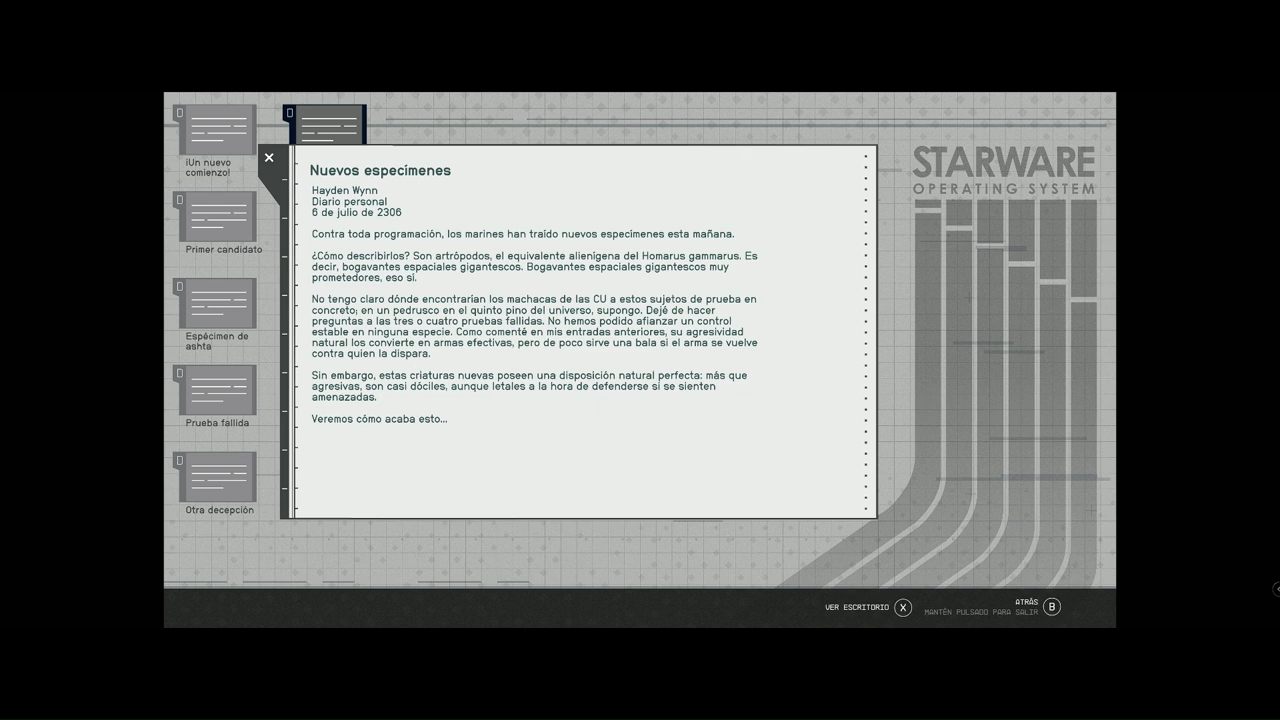 ¡Un nuevo
comienzo!
Primer candidato
Espécimen de
ashta
Prueba fallida
Otra decepción
Nuevos especímenes
Hayden Wynn
Diario personal
6 de julio de 2306
Contra toda programación, los marines han traído nuevos especímenes esta mañana.
¿Cómo describirlos? Son artrópodos, el equivalente alienígena del Homarus gammarus. Es
decir, bogavantes espaciales gigantescos. Bogavantes espaciales gigantescos muy
prometedores, eso sí.
No tengo claro dónde encontrarían los machacas de las CU a estos sujetos de prueba en
concreto; en un pedrusco en el quinto pino del universo, supongo. Dejé de hacer
preguntas a las tres o cuatro pruebas fallidas. No hemos podido afianzar un control
estable en ninguna especie. Como comenté en mis entradas anteriores, su agresividad
natural los convierte en armas efectivas, pero de poco sirve una bala si el arma se vuelve
contra quien la dispara.
Sin embargo, estas criaturas nuevas poseen una disposición natural perfecta: más que
agresivas, son casi dóciles, aunque letales a la hora de defenderse si se sienten
amenazadas.
Veremos cómo acaba esto...
STARWARE
OPERATING SYSTEM
VER ESCRITORIO X
ATRÁS B
MANTÉN PULSADO PARA SALIR